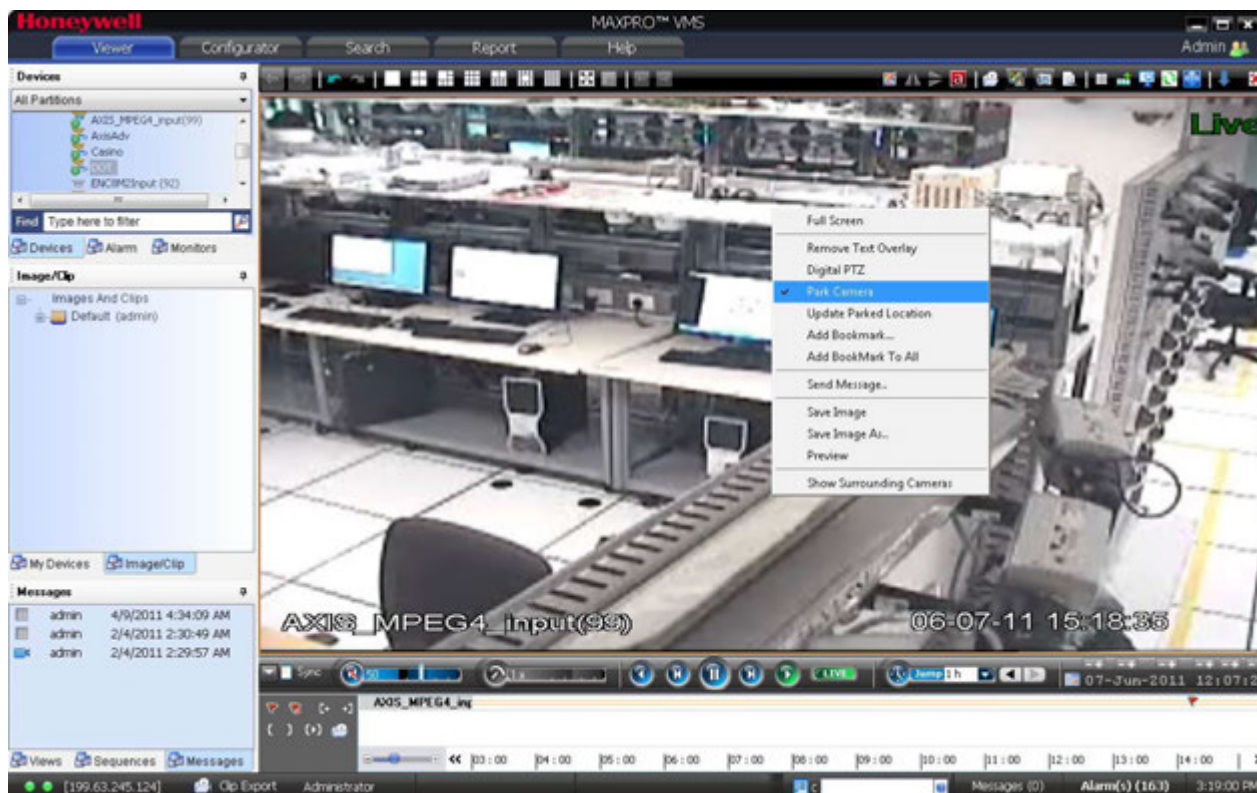 Honeywell
MAXPRO™ VMS
Viewer
Configurator
Search
Report
Help
Admin
Devices
All Partitions
AXIS_MPEG4_input(99)
AxisAdv
Casino
ENC8M2Input (92)
Find
Type here to filter
Devices
Alarm
Monitors
Image/Clip
Images And Clips
Default (admin)
My Devices
Image/Clip
Messages
admin 4/9/2011 4:34:09 AM
admin 2/4/2011 2:30:49 AM
admin 2/4/2011 2:29:57 AM
Views
Sequences
Messages
Live
Full Screen
Remove Text Overlay
Digital PTZ
Park Camera
Update Parked Location
Add Bookmark...
Add BookMark To All
Send Message..
Save Image
Save Image As..
Preview
Show Surrounding Cameras
AXIS_MPEG4_input(99)
06-07-11 15:18:35
Sync
50
1 x
LIVE
Jump 1 h
07-Jun-2011 12:07:2
AXIS_MPEG4_inp
03:00 04:00 05:00 06:00 07:00 08:00 09:00 10:00 11:00 12:00 13:00 14:00
[199.63.245.124]
Clip Export
Administrator
C
Messages (0)
Alarm(s) (163)
3:19:00 PM